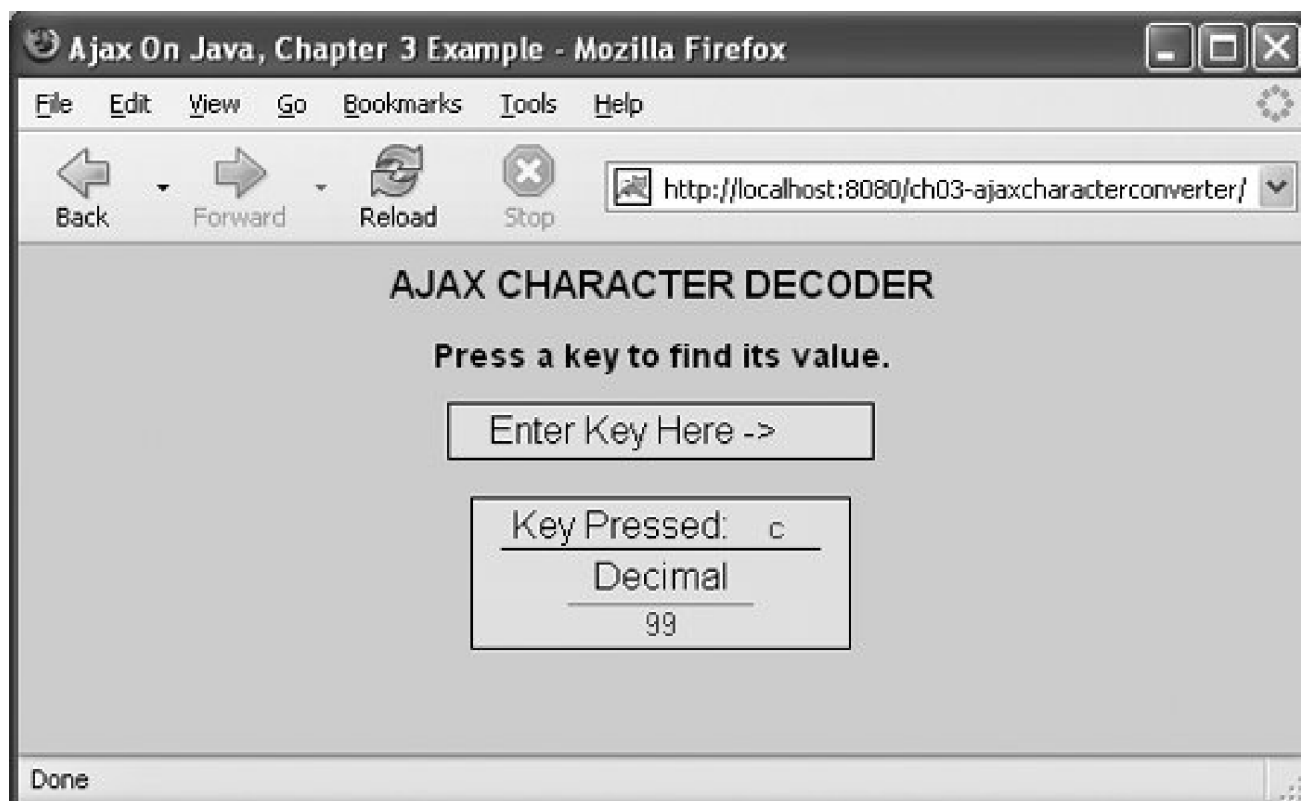 Ajax On Java, Chapter 3 Example - Mozilla Firefox
File Edit View Go Bookmarks Tools Help
Back Forward Reload Stop http://localhost:8080/ch03-ajaxcharacterconverter/
AJAX CHARACTER DECODER
Press a key to find its value.
Enter Key Here ->
Key Pressed: c
Decimal
99
Done